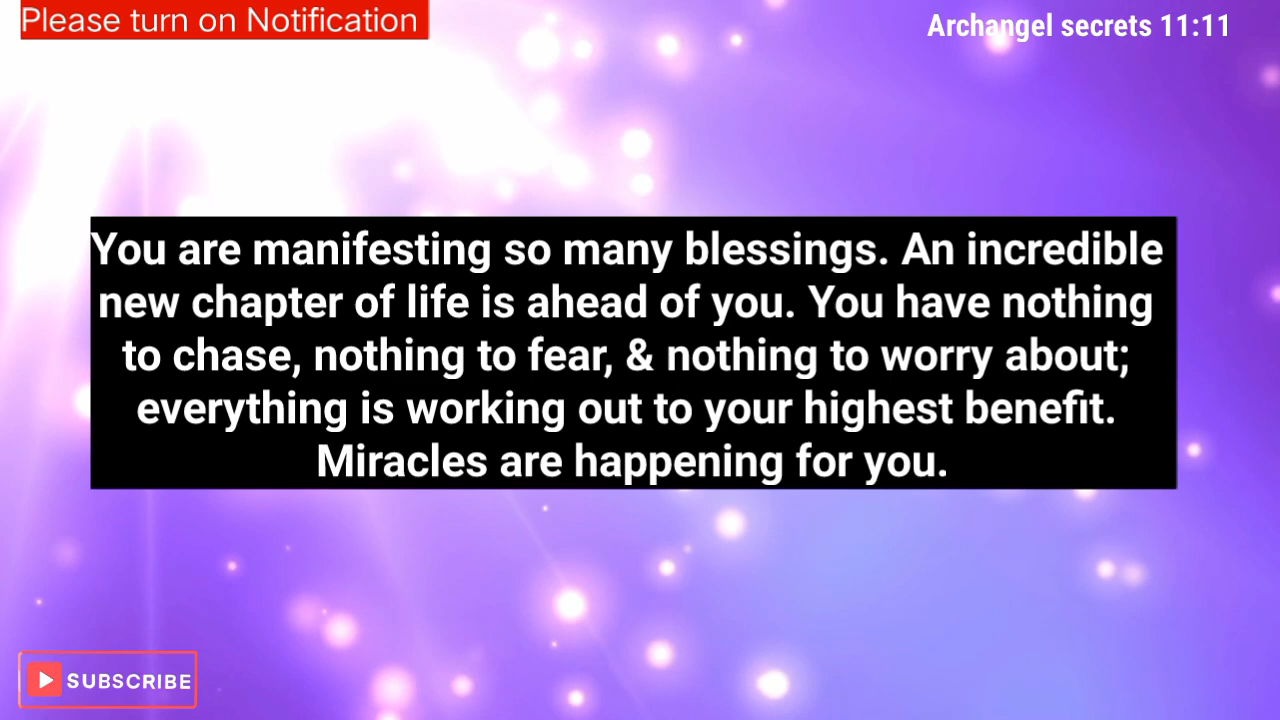 Please turn on Notification
Archangel secrets 11:11
You are manifesting so many blessings. An incredible
new chapter of life is ahead of you. You have nothing
to chase, nothing to fear, & nothing to worry about;
everything is working out to your highest benefit.
Miracles are happening for you.
SUBSCRIBE